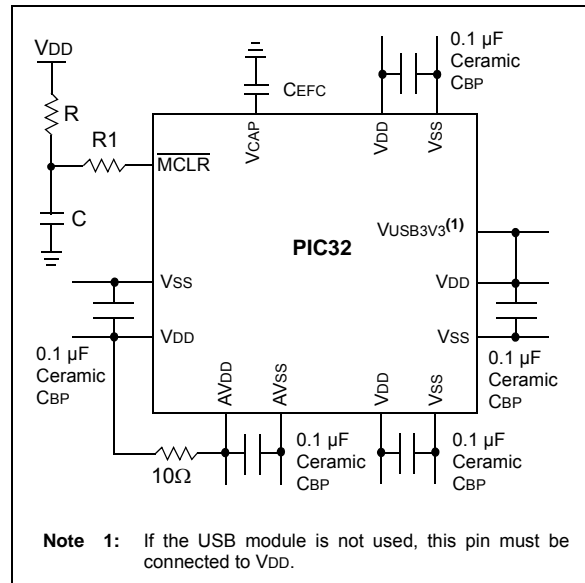 VDD
R
R1
C
MCLR
CEFC
VCAP
VDD
VSS
0.1 µF
Ceramic
CBP
PIC32
VUSB3V3(1)
VDD
VSS
0.1 µF
Ceramic
CBP
VSS
VDD
0.1 µF
Ceramic
CBP
10Ω
AVDD
AVSS
0.1 µF
Ceramic
CBP
VDD
VSS
0.1 µF
Ceramic
CBP
Note 1: If the USB module is not used, this pin must be
connected to VDD.